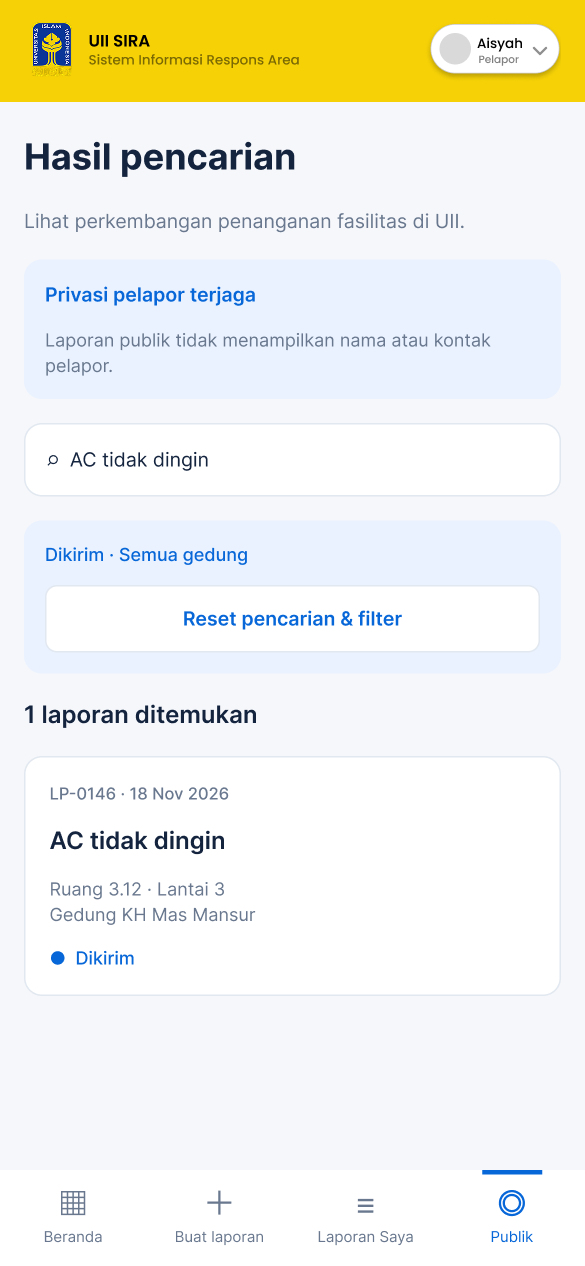 ISLAM
UNIVERSITAS
INDONESIA
UII SIRA
Sistem Informasi Respons Area
Aisyah
Pelapor
Hasil pencarian
Lihat perkembangan penanganan fasilitas di UII.
Privasi pelapor terjaga
Laporan publik tidak menampilkan nama atau kontak
pelapor.
AC tidak dingin
Dikirim · Semua gedung
Reset pencarian & filter
1 laporan ditemukan
LP-0146 · 18 Nov 2026
AC tidak dingin
Ruang 3.12 · Lantai 3
Gedung KH Mas Mansur
Dikirim
Beranda
Buat laporan
Laporan Saya
Publik